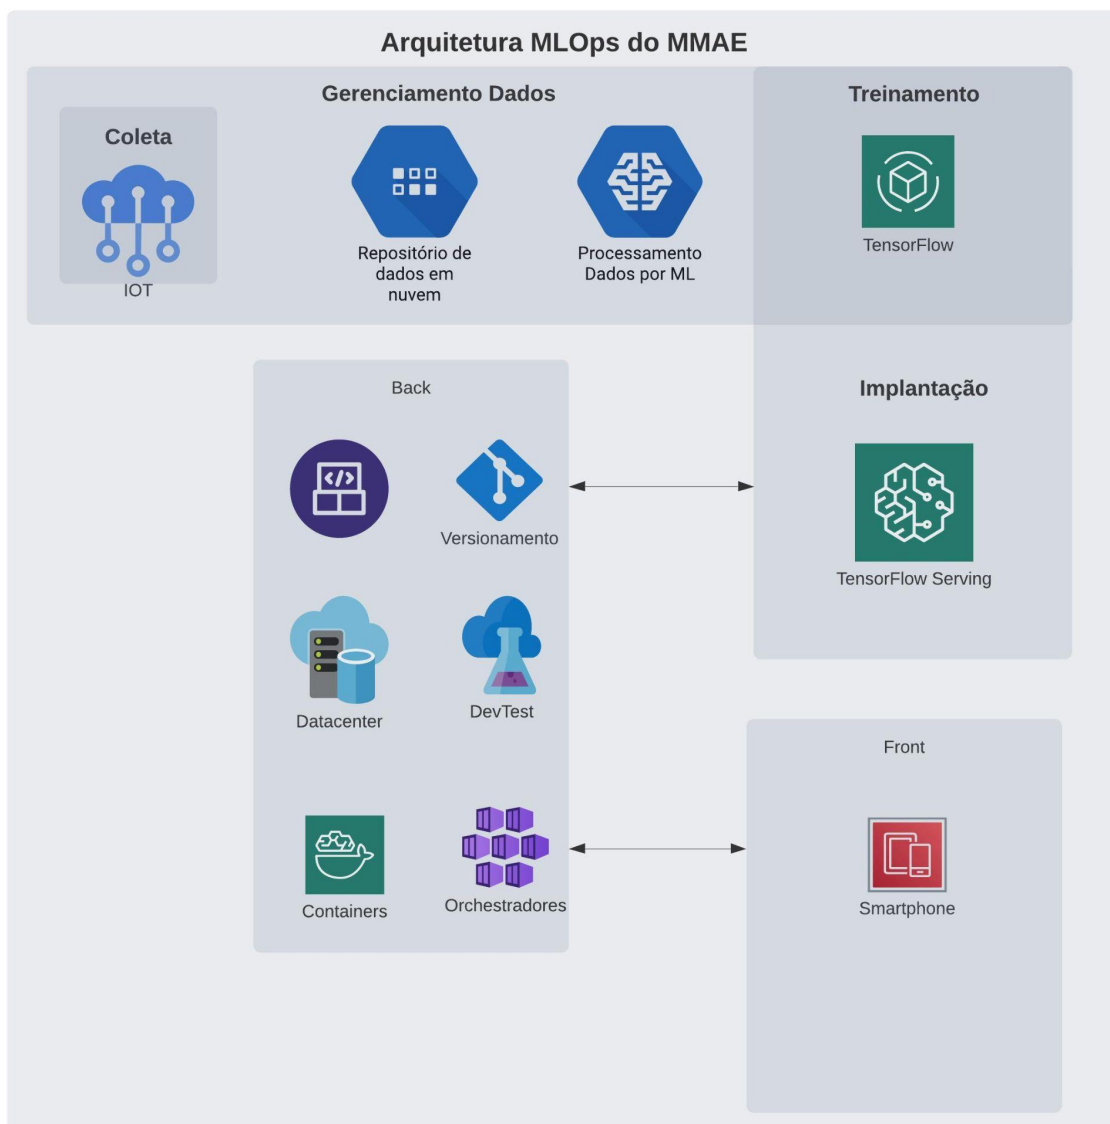 Arquitetura MLOps do MMAE
Gerenciamento Dados
Treinamento
Coleta
IOT
Repositório de
dados em
nuvem
Processamento
Dados por ML
TensorFlow
Back
Implantação
Versionamento
TensorFlow Serving
Datacenter
DevTest
Front
Containers
Orchestradores
Smartphone